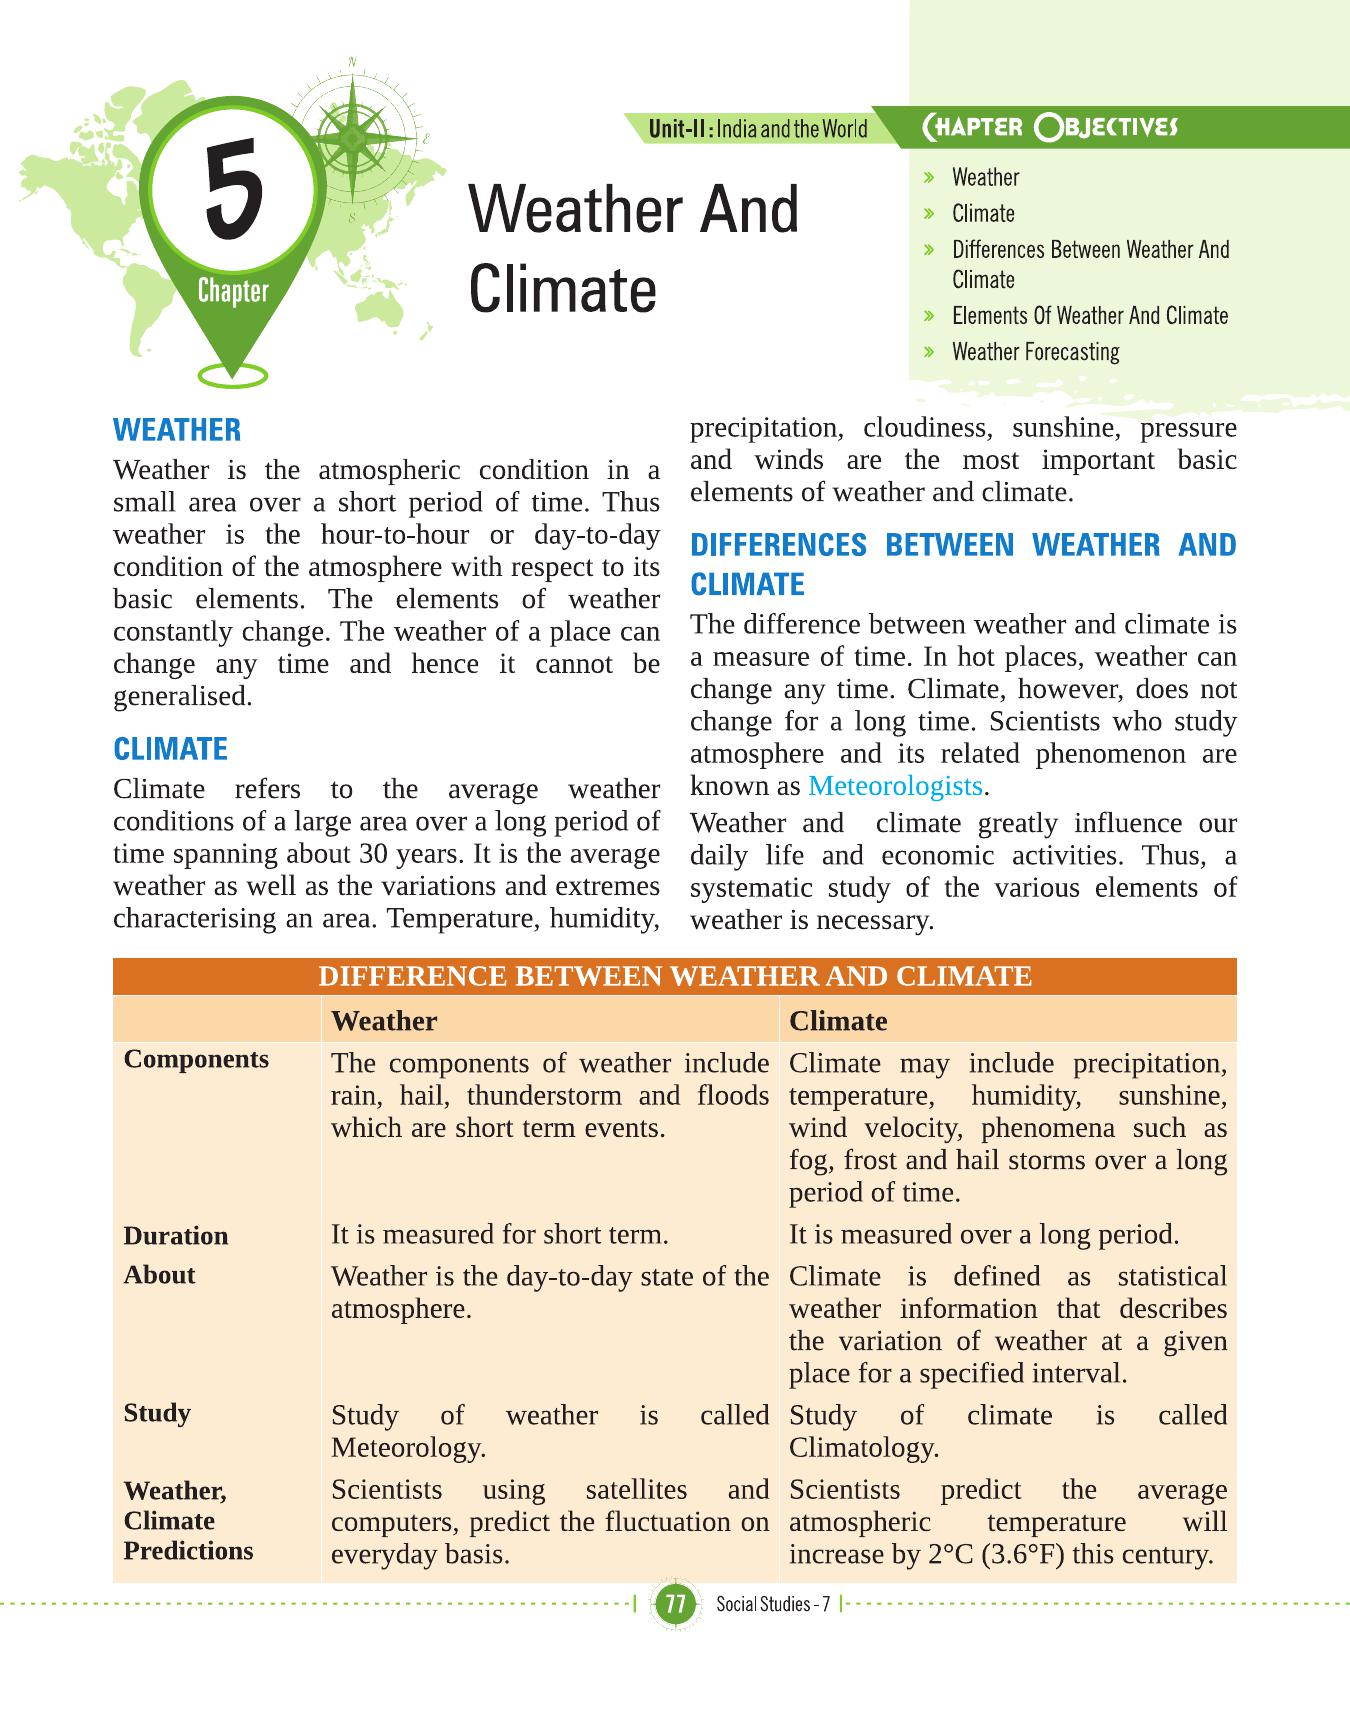 N
E
S
5
Chapter
Weather And
Climate
Unit-II : India and the World
CHAPTER OBJECTIVES
» Weather
» Climate
» Differences Between Weather And
Climate
» Elements Of Weather And Climate
» Weather Forecasting
WEATHER
Weather is the atmospheric condition in a
small area over a short period of time. Thus
weather is the hour-to-hour or day-to-day
condition of the atmosphere with respect to its
basic elements. The elements of weather
constantly change. The weather of a place can
change any time and hence it cannot be
generalised.
CLIMATE
Climate refers to the average weather
conditions of a large area over a long period of
time spanning about 30 years. It is the average
weather as well as the variations and extremes
characterising an area. Temperature, humidity,
precipitation, cloudiness, sunshine, pressure
and winds are the most important basic
elements of weather and climate.
DIFFERENCES BETWEEN WEATHER AND
CLIMATE
The difference between weather and climate is
a measure of time. In hot places, weather can
change any time. Climate, however, does not
change for a long time. Scientists who study
atmosphere and its related phenomenon are
known as Meteorologists.
Weather and climate greatly influence our
daily life and economic activities. Thus, a
systematic study of the various elements of
weather is necessary.
DIFFERENCE BETWEEN WEATHER AND CLIMATE
Weather
Climate
Components
The components of weather include
rain, hail, thunderstorm and floods
which are short term events.
Climate may include precipitation,
temperature, humidity, sunshine,
wind velocity, phenomena such as
fog, frost and hail storms over a long
period of time.
Duration
It is measured for short term.
It is measured over a long period.
About
Weather is the day-to-day state of the
atmosphere.
Climate is defined as statistical
weather information that describes
the variation of weather at a given
place for a specified interval.
Study
Study of weather is called
Meteorology.
Study of climate is called
Climatology.
Weather,
Climate
Predictions
Scientists using satellites and
computers, predict the fluctuation on
everyday basis.
Scientists predict the average
atmospheric temperature will
increase by 2°C (3.6°F) this century.
77
Social Studies - 7